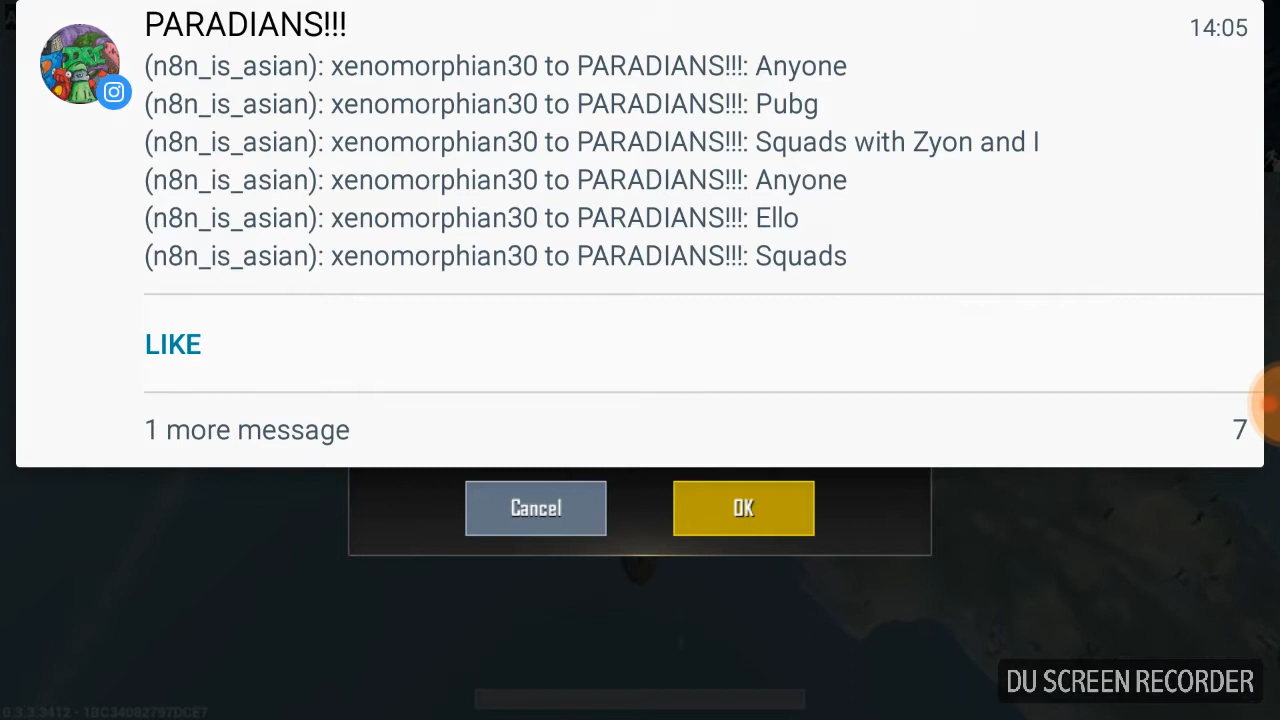 PARADIANS!!!
14:05
(n8n_is_asian): xenomorphian30 to PARADIANS!!!: Anyone
(n8n_is_asian): xenomorphian30 to PARADIANS!!!: Pubg
(n8n_is_asian): xenomorphian30 to PARADIANS!!!: Squads with Zyon and I
(n8n_is_asian): xenomorphian30 to PARADIANS!!!: Anyone
(n8n_is_asian): xenomorphian30 to PARADIANS!!!: Ello
(n8n_is_asian): xenomorphian30 to PARADIANS!!!: Squads
LIKE
1 more message
7
Cancel
OK
DU SCREEN RECORDER